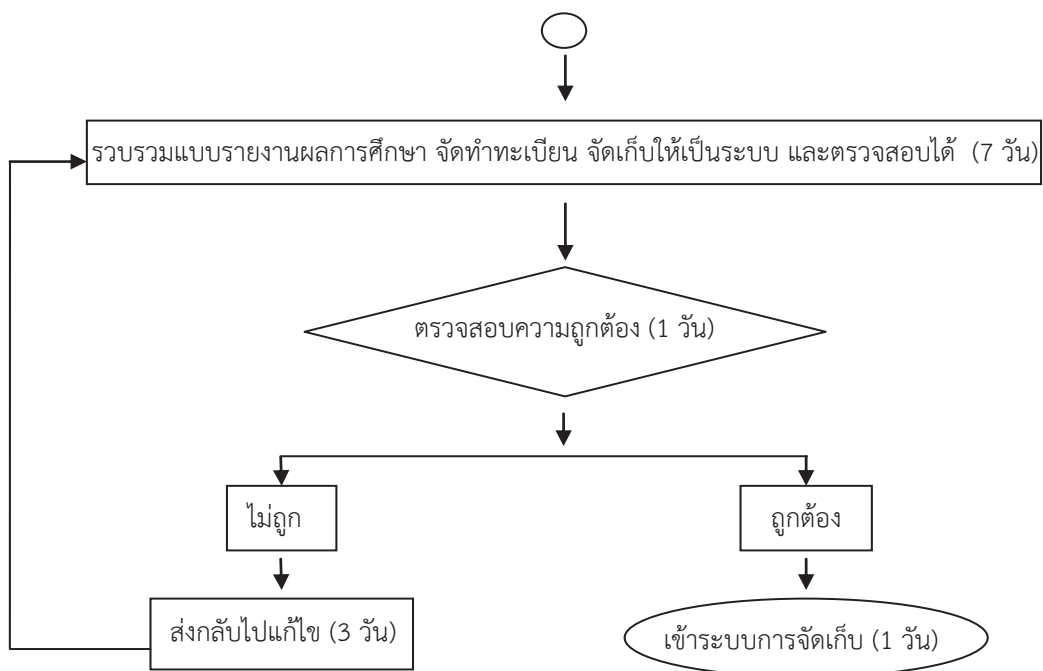 รวบรวมแบบรายงานผลการศึกษา จัดทำทะเบียน จัดเก็บให้เป็นระบบ และตรวจสอบได้ (7 วัน)
ตรวจสอบความถูกต้อง (1 วัน)
ไม่ถูก
ถูกต้อง
ส่งกลับไปแก้ไข (3 วัน)
เข้าระบบการจัดเก็บ (1 วัน)